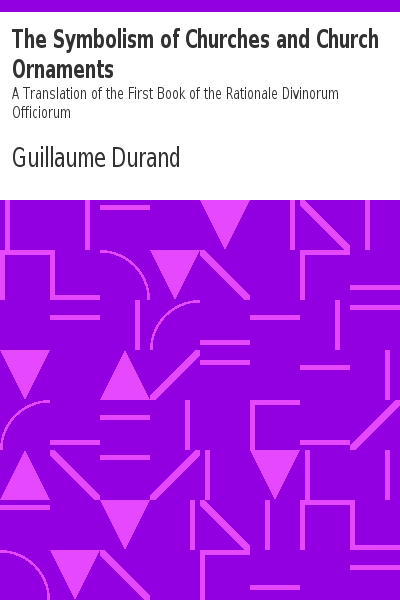 The Symbolism of Churches and Church
Ornaments
A Translation of the First Book of the Rationale Divinorum
Officiorum
Guillaume Durand